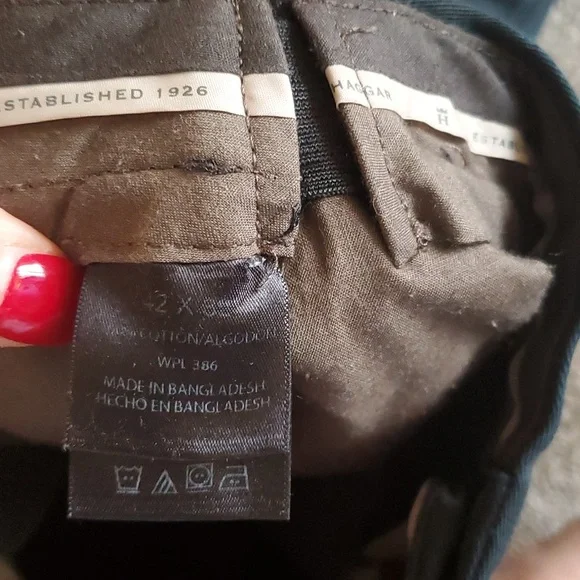 ESTABLISHED 1926
HAGGAR
H
ESTAB
42 X
COTTON/ALGODON
WPL 386
MADE IN BANGLADESH
HECHO EN BANGLADESH